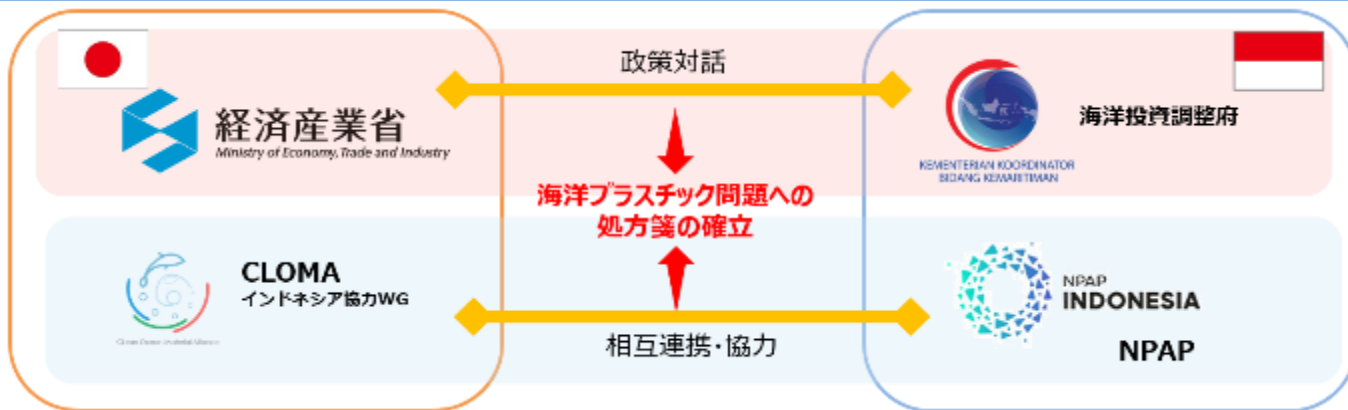 政策対話
経済産業省
Ministry of Economy, Trade and Industry
海洋投資調整府
KEMENTERIAN KOORDINATOR
BIDANG KEMARITIMAN
海洋プラスチック問題への
処方箋の確立
CLOMA
インドネシア協力WG
NPAP
INDONESIA
相互連携・協力
NPAP